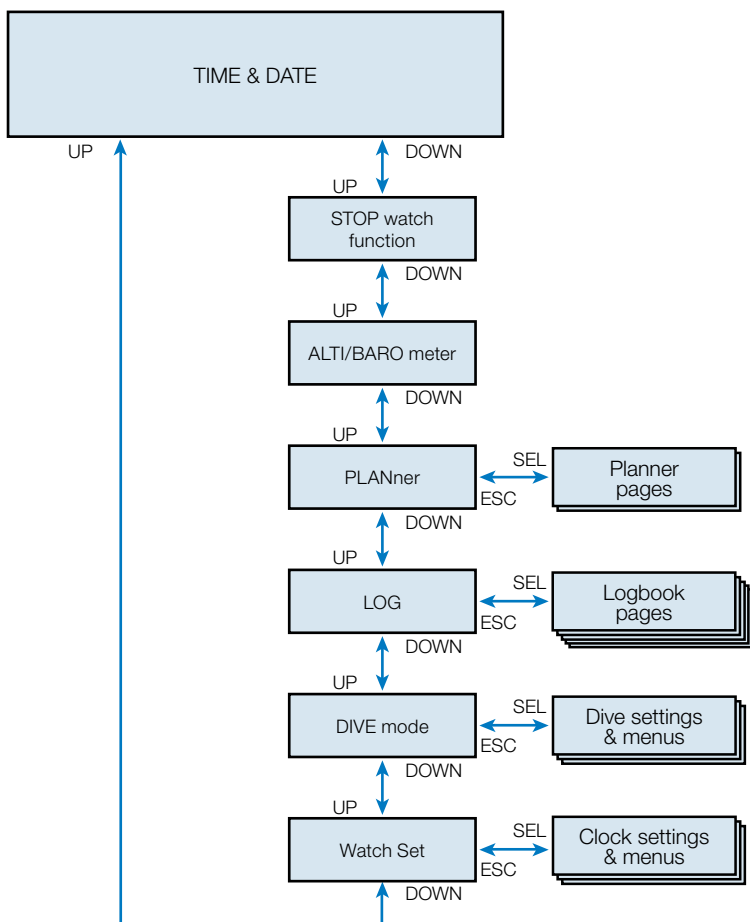 TIME & DATE
UP
DOWN
UP
STOP watch
function
DOWN
UP
ALTI/BARO meter
DOWN
UP
PLANner
SEL
ESC
Planner
pages
DOWN
UP
LOG
SEL
ESC
Logbook
pages
DOWN
UP
DIVE mode
SEL
ESC
Dive settings
& menus
DOWN
UP
Watch Set
SEL
ESC
Clock settings
& menus
DOWN